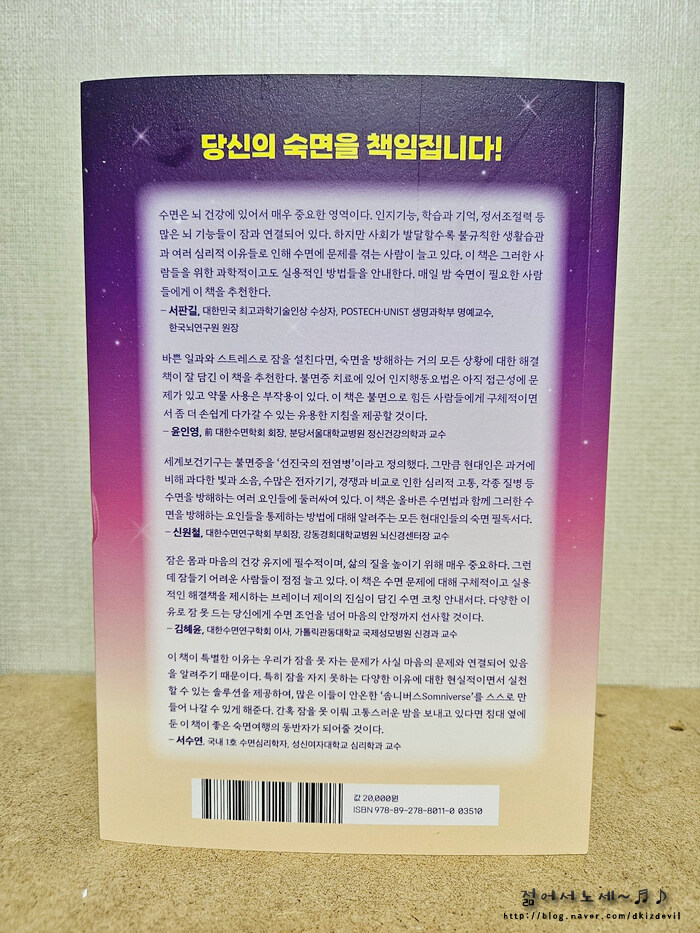 당신의 숙면을 책임집니다!
수면은 뇌 건강에 있어서 매우 중요한 영역이다. 인지기능, 학습과 기억, 정서조절력 등
많은 뇌 기능들이 잠과 연결되어 있다. 하지만 사회가 발달할수록 불규칙한 생활습관
과 여러 심리적 이유들로 인해 수면에 문제를 겪는 사람이 늘고 있다. 이 책은 그러한 사
람들을 위한 과학적이고도 실용적인 방법들을 안내한다. 매일 밤 숙면이 필요한 사람
들에게 이 책을 추천한다.
– 서판길, 대한민국 최고과학기술인상 수상자, POSTECH·UNIST 생명과학부 명예교수,
한국뇌연구원 원장
바쁜 일과와 스트레스로 잠을 설친다면, 숙면을 방해하는 거의 모든 상황에 대한 해결
책이 잘 담긴 이 책을 추천한다. 불면증 치료에 있어 인지행동요법은 아직 접근성에 문
제가 있고 약물 사용은 부작용이 있다. 이 책은 불면으로 힘든 사람들에게 구체적이면
서 좀 더 손쉽게 다가갈 수 있는 유용한 지침을 제공할 것이다.
– 윤인영, 前 대한수면학회 회장, 분당서울대학교병원 정신건강의학과 교수
세계보건기구는 불면증을 ‘선진국의 전염병’이라고 정의했다. 그만큼 현대인은 과거에
비해 과다한 빛과 소음, 수많은 전자기기, 경쟁과 비교로 인한 심리적 고통, 각종 질병 등
수면을 방해하는 여러 요인들에 둘러싸여 있다. 이 책은 올바른 수면법과 함께 그러한 수
면을 방해하는 요인들을 통제하는 방법에 대해 알려주는 모든 현대인들의 숙면 필독서다.
– 신원철, 대한수면연구학회 부회장, 강동경희대학교병원 뇌신경센터장 교수
잠은 몸과 마음의 건강 유지에 필수적이며, 삶의 질을 높이기 위해 매우 중요하다. 그런
데 잠들기 어려운 사람들이 점점 늘고 있다. 이 책은 수면 문제에 대해 구체적이고 실용
적인 해결책을 제시하는 브레이너 제이의 진심이 담긴 수면 코칭 안내서다. 다양한 이
유로 잠 못 드는 당신에게 수면 조언을 넘어 마음의 안정까지 선사할 것이다.
– 김혜윤, 대한수면연구학회 이사, 가톨릭관동대학교 국제성모병원 신경과 교수
이 책이 특별한 이유는 우리가 잠을 못 자는 문제가 사실 마음의 문제와 연결되어 있음
을 알려주기 때문이다. 특히 잠을 자지 못하는 다양한 이유에 대한 현실적이면서 실천
할 수 있는 솔루션을 제공하여, 많은 이들이 안온한 ‘솜니버스Somniverse’를 스스로 만
들어 나갈 수 있게 해준다. 간혹 잠을 못 이뤄 고통스러운 밤을 보내고 있다면 침대 옆에
둔 이 책이 좋은 숙면여행의 동반자가 되어줄 것이다.
– 서수연, 국내 1호 수면심리학자, 성신여자대학교 심리학과 교수
값 20,000원
ISBN 978-89-278-8011-0 03510
젊어서노세~♬♪
http://blog.naver.com/dkizdevil